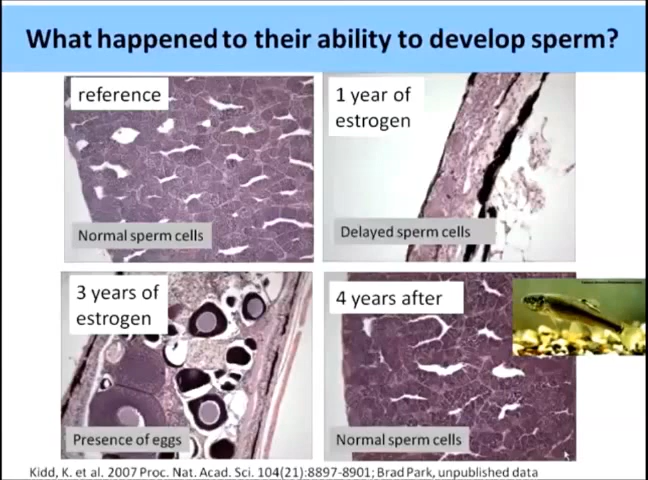 What happened to their ability to develop sperm?
reference
Normal sperm cells
1 year of
estrogen
Delayed sperm cells
3 years of
estrogen
Presence of eggs
4 years after
Normal sperm cells
Kidd, K. et al. 2007 Proc. Nat. Acad. Sci. 104(21):8897-8901; Brad Park, unpublished data